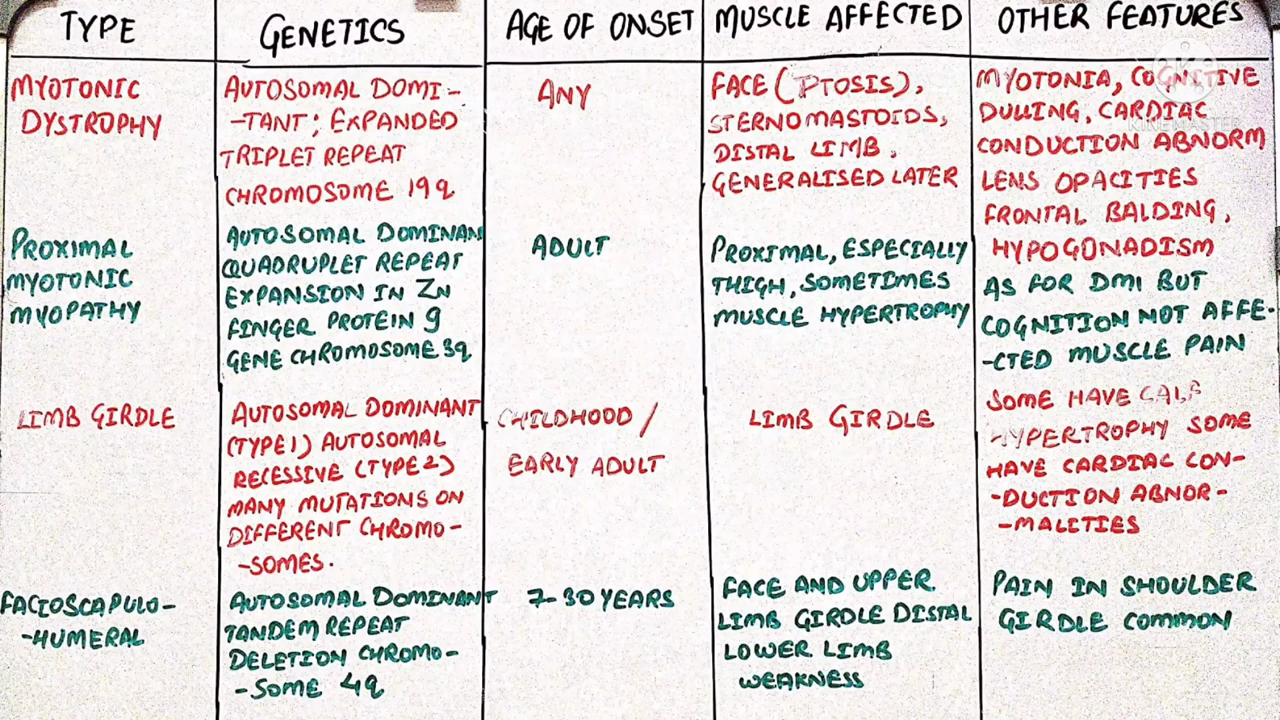 TYPE
GENETICS
AGE OF ONSET
MUSCLE AFFECTED
OTHER FEATURES
MYOTONIC
DYSTROPHY
AUTOSOMAL DOMI-
-TANT; EXPANDED
TRIPLET REPEAT
CHROMOSOME 19q
ANY
FACE (PTOSIS),
STERNOMASTOIDS,
DISTAL LIMB,
GENERALISED LATER
MYOTONIA, COGNITIVE
DULLING, CARDIAC
CONDUCTION ABNORM
LENS OPACITIES
FRONTAL BALDING,
HYPOGONADISM
PROXIMAL
MYOTONIC
MYOPATHY
AUTOSOMAL DOMINAN
QUADRUPLET REPEAT
EXPANSION IN ZN
FINGER PROTEIN 9
GENE CHROMOSOME 3q
ADULT
PROXIMAL, ESPECIALLY
THIGH, SOMETIMES
MUSCLE HYPERTROPHY
AS FOR DMI BUT
COGNITION NOT AFFE-
-CTED MUSCLE PAIN
LIMB GIRDLE
AUTOSOMAL DOMINANT
(TYPE1) AUTOSOMAL
RECESSIVE (TYPE2)
MANY MUTATIONS ON
DIFFERENT CHROMO-
-SOMES.
CHILDHOOD /
EARLY ADULT
LIMB GIRDLE
SOME HAVE CALF
HYPERTROPHY SOME
HAVE CARDIAC CON-
-DUCTION ABNOR-
-MALITIES
FACIOSCAPULO-
-HUMERAL
AUTOSOMAL DOMINANT
TANDEM REPEAT
DELETION CHROMO-
-SOME 4q
7-30 YEARS
FACE AND UPPER
LIMB GIRDLE DISTAL
LOWER LIMB
WEAKNESS
PAIN IN SHOULDER
GIRDLE COMMON
KINEMASTER